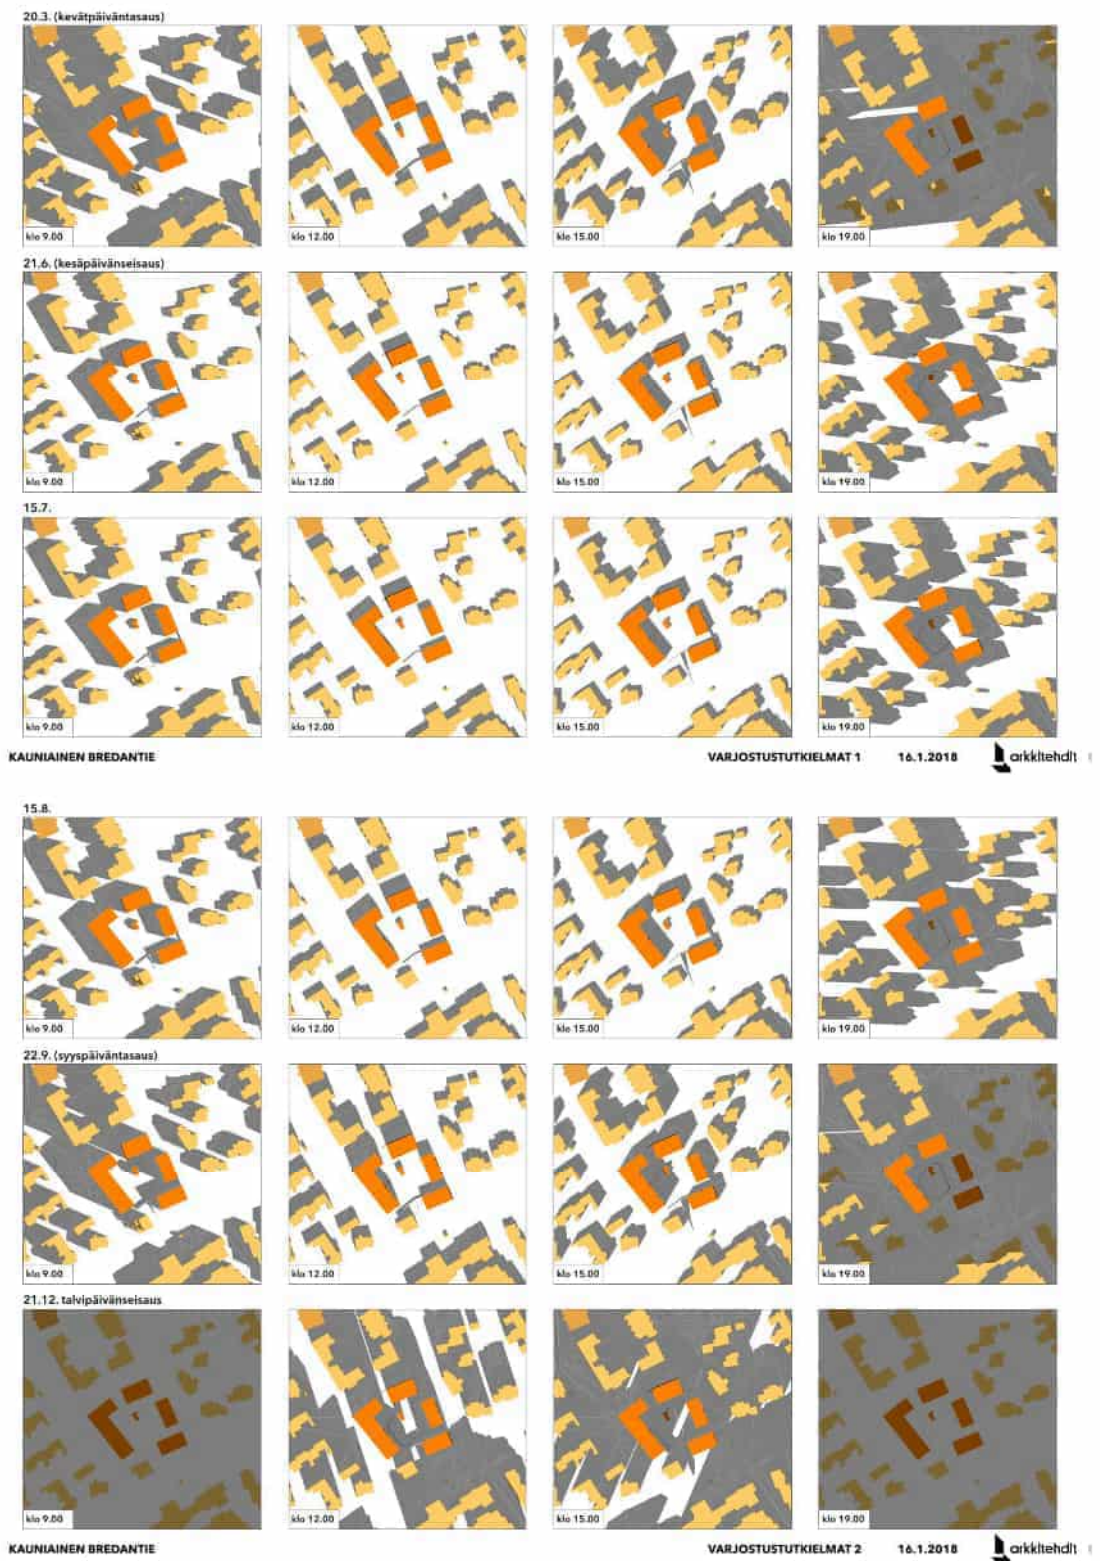 20.3. (kevätpäiväntasaus)
klo 9.00
klo 12.00
klo 15.00
klo 19.00
21.6. (kesäpäivänseisaus)
klo 9.00
klo 12.00
klo 15.00
klo 19.00
15.7.
klo 9.00
klo 12.00
klo 15.00
klo 19.00
KAUNIAINEN BREDANTIE
VARJOSTUSTUTKIELMAT 1
16.1.2018
arkkitehdit
15.8.
klo 9.00
klo 12.00
klo 15.00
klo 19.00
22.9. (syyspäiväntasaus)
klo 9.00
klo 12.00
klo 15.00
klo 19.00
21.12. talvipäivänseisaus
klo 9.00
klo 12.00
klo 15.00
klo 19.00
KAUNIAINEN BREDANTIE
VARJOSTUSTUTKIELMAT 2
16.1.2018
arkkitehdit